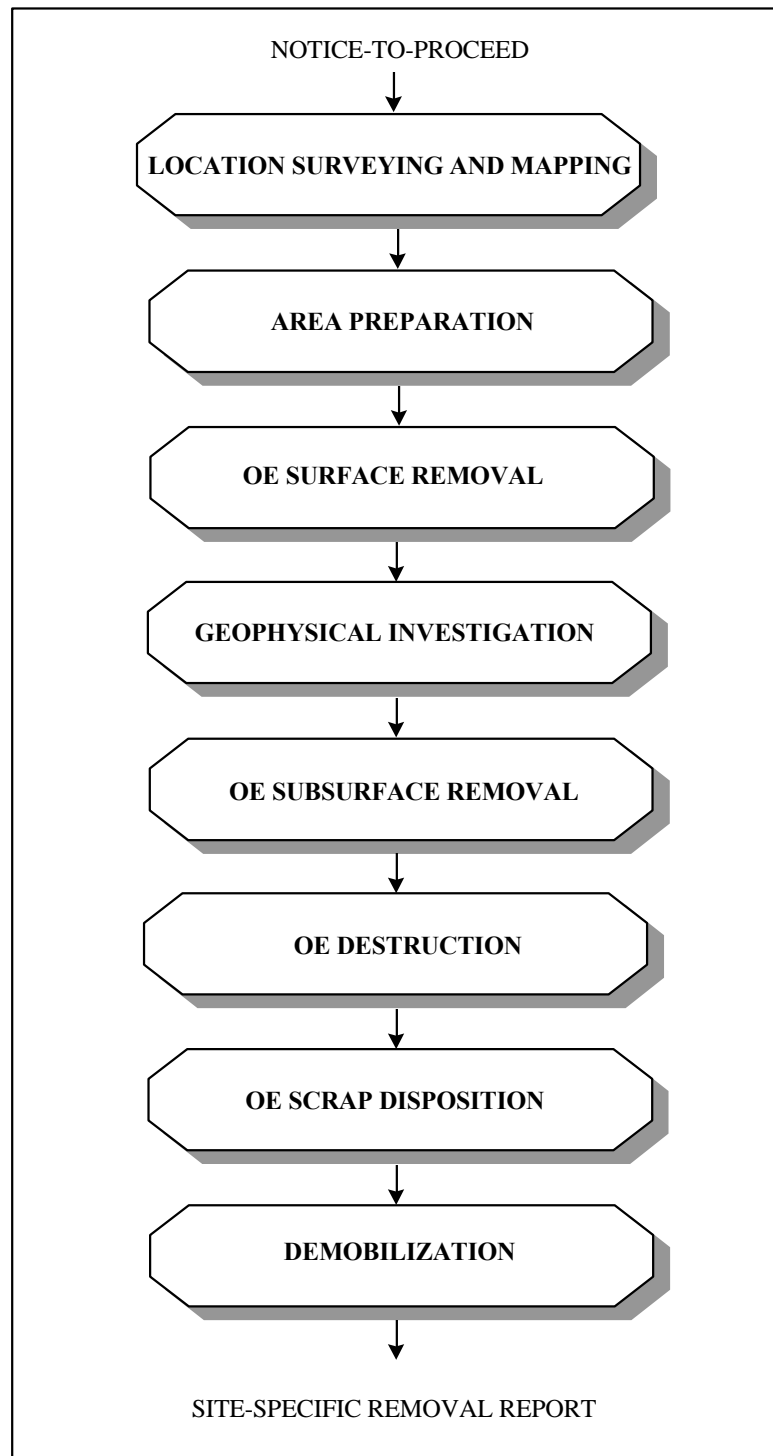 NOTICE-TO-PROCEED
LOCATION SURVEYING AND MAPPING
AREA PREPARATION
OE SURFACE REMOVAL
GEOPHYSICAL INVESTIGATION
OE SUBSURFACE REMOVAL
OE DESTRUCTION
OE SCRAP DISPOSITION
DEMOBILIZATION
SITE-SPECIFIC REMOVAL REPORT